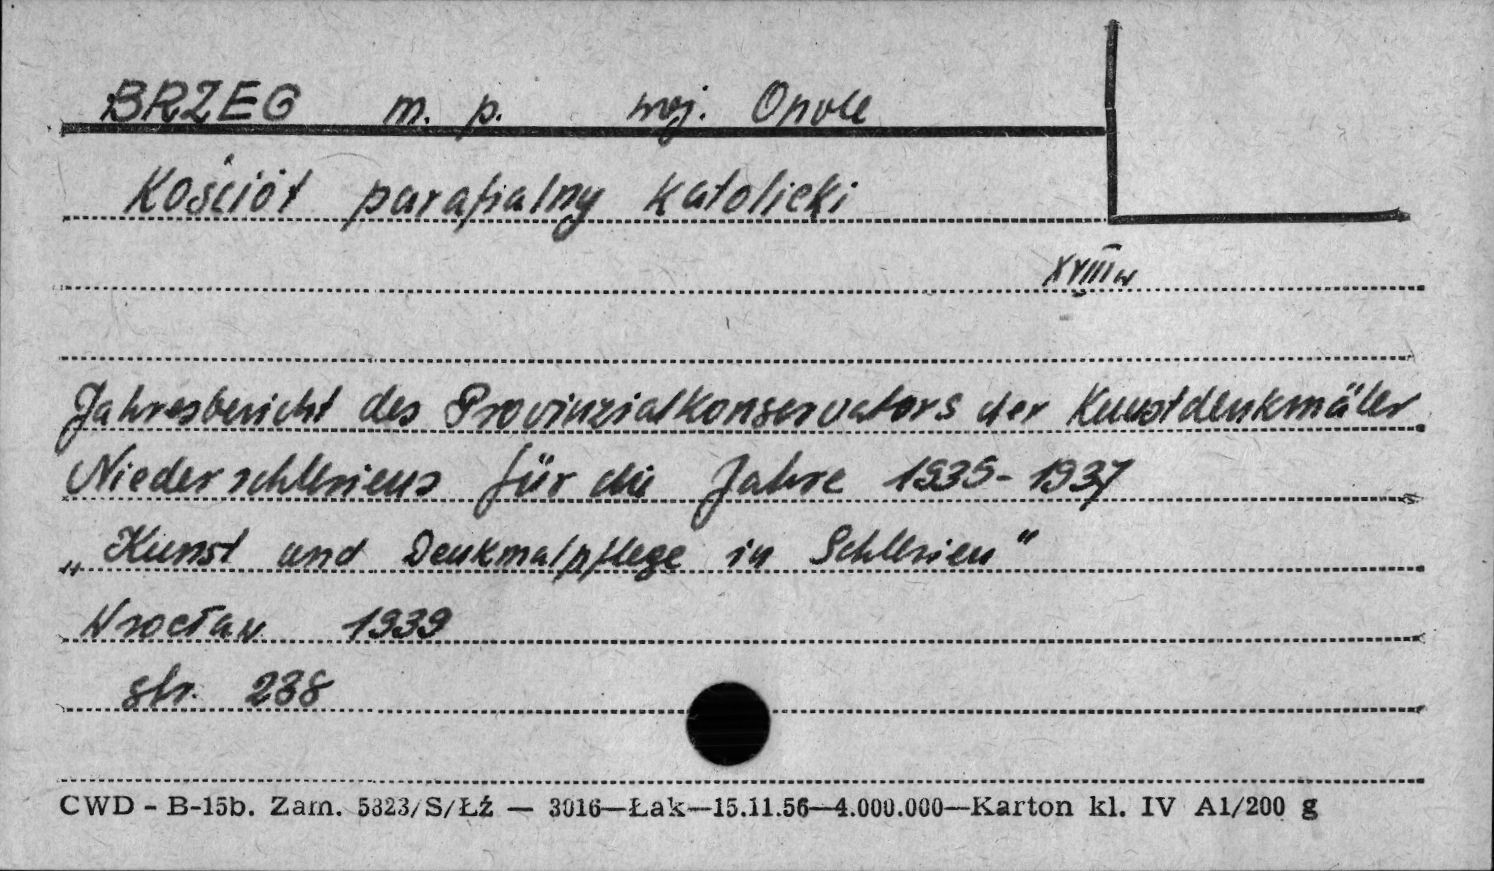 BRZEG m. p. woj. Opole
Kościół parafialny katolicki
XVIII w
Jahresbericht des Provinzialkonservators der Kunstdenkmäler
Niederschlesiens für die Jahre 1935-1937
„Kunst und Denkmalpflege in Schlesien"
Wrocław 1939
str. 238
CWD - B-15b. Zam. 5323/S/Łź — 3016—Łak—15.11.56—4.000.000—Karton kl. IV A1/200 g